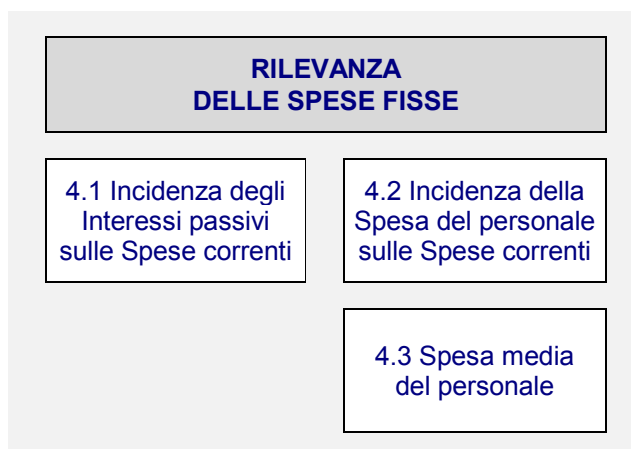 RILEVANZA
DELLE SPESE FISSE
4.1 Incidenza degli
Interessi passivi
sulle Spese correnti
4.2 Incidenza della
Spesa del personale
sulle Spese correnti
4.3 Spesa media
del personale